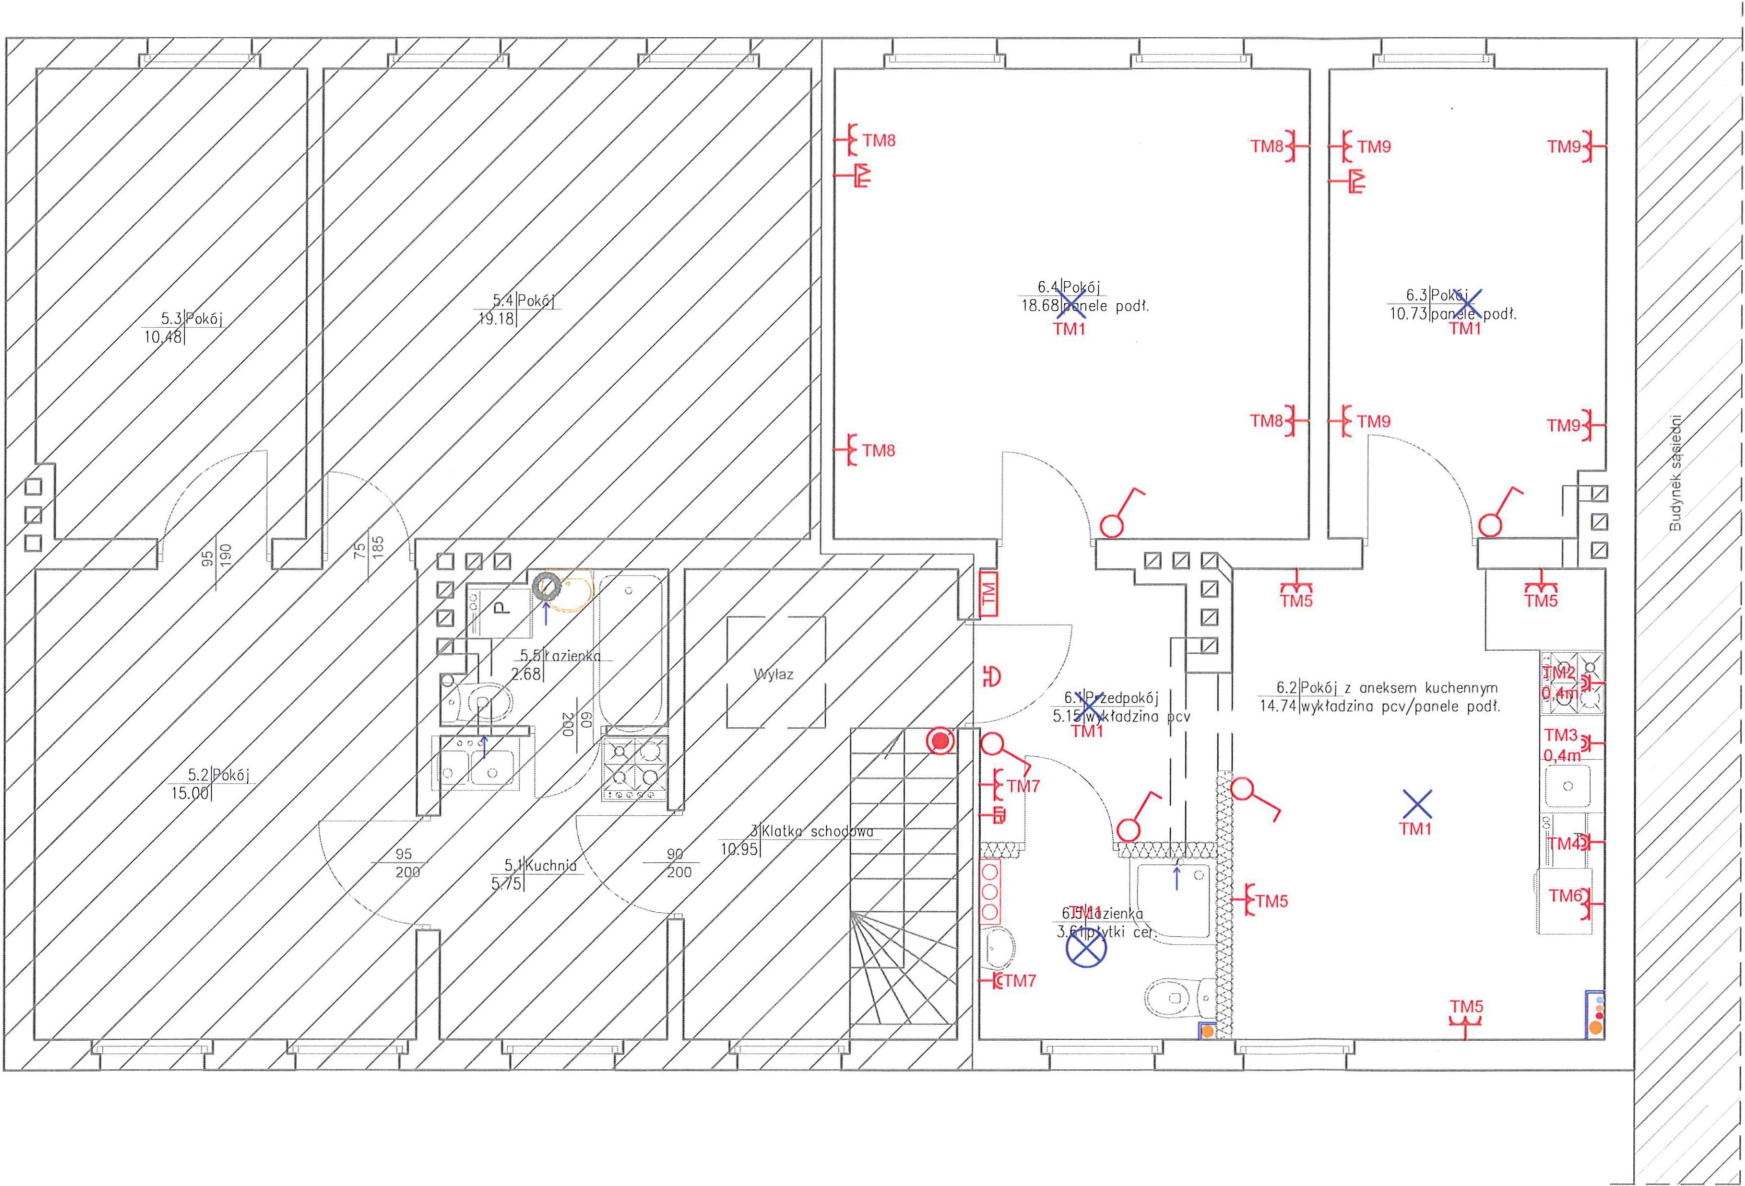 TM8
TM8
TM9
TM9
5.3 Pokój
10.48
5.4 Pokój
19.18
6.4 Pokój
18.68 panele podł.
TM1
6.3 Pokój
10.73 panele podł.
TM1
TM8
TM8
TM9
TM9
Budynek sąsiedni
95
190
75
185
P
TM
TM5
TM5
5.5 Łazienka
2.68
60
200
Wyłaz
6.1 Przedpokój
5.15 wykładzina pcv
TM1
6.2 Pokój z aneksem kuchennym
14.74 wykładzina pcv/panele podł.
TM2
0,4m
TM3
0,4m
5.2 Pokój
15.00
TM7
TM1
3 Klatka schodowa
10.95
TM4
95
200
5.1 Kuchnia
5.75
90
200
TM5
TM6
TM1
6.5 Łazienka
3.61 płytki cer.
TM7
TM5